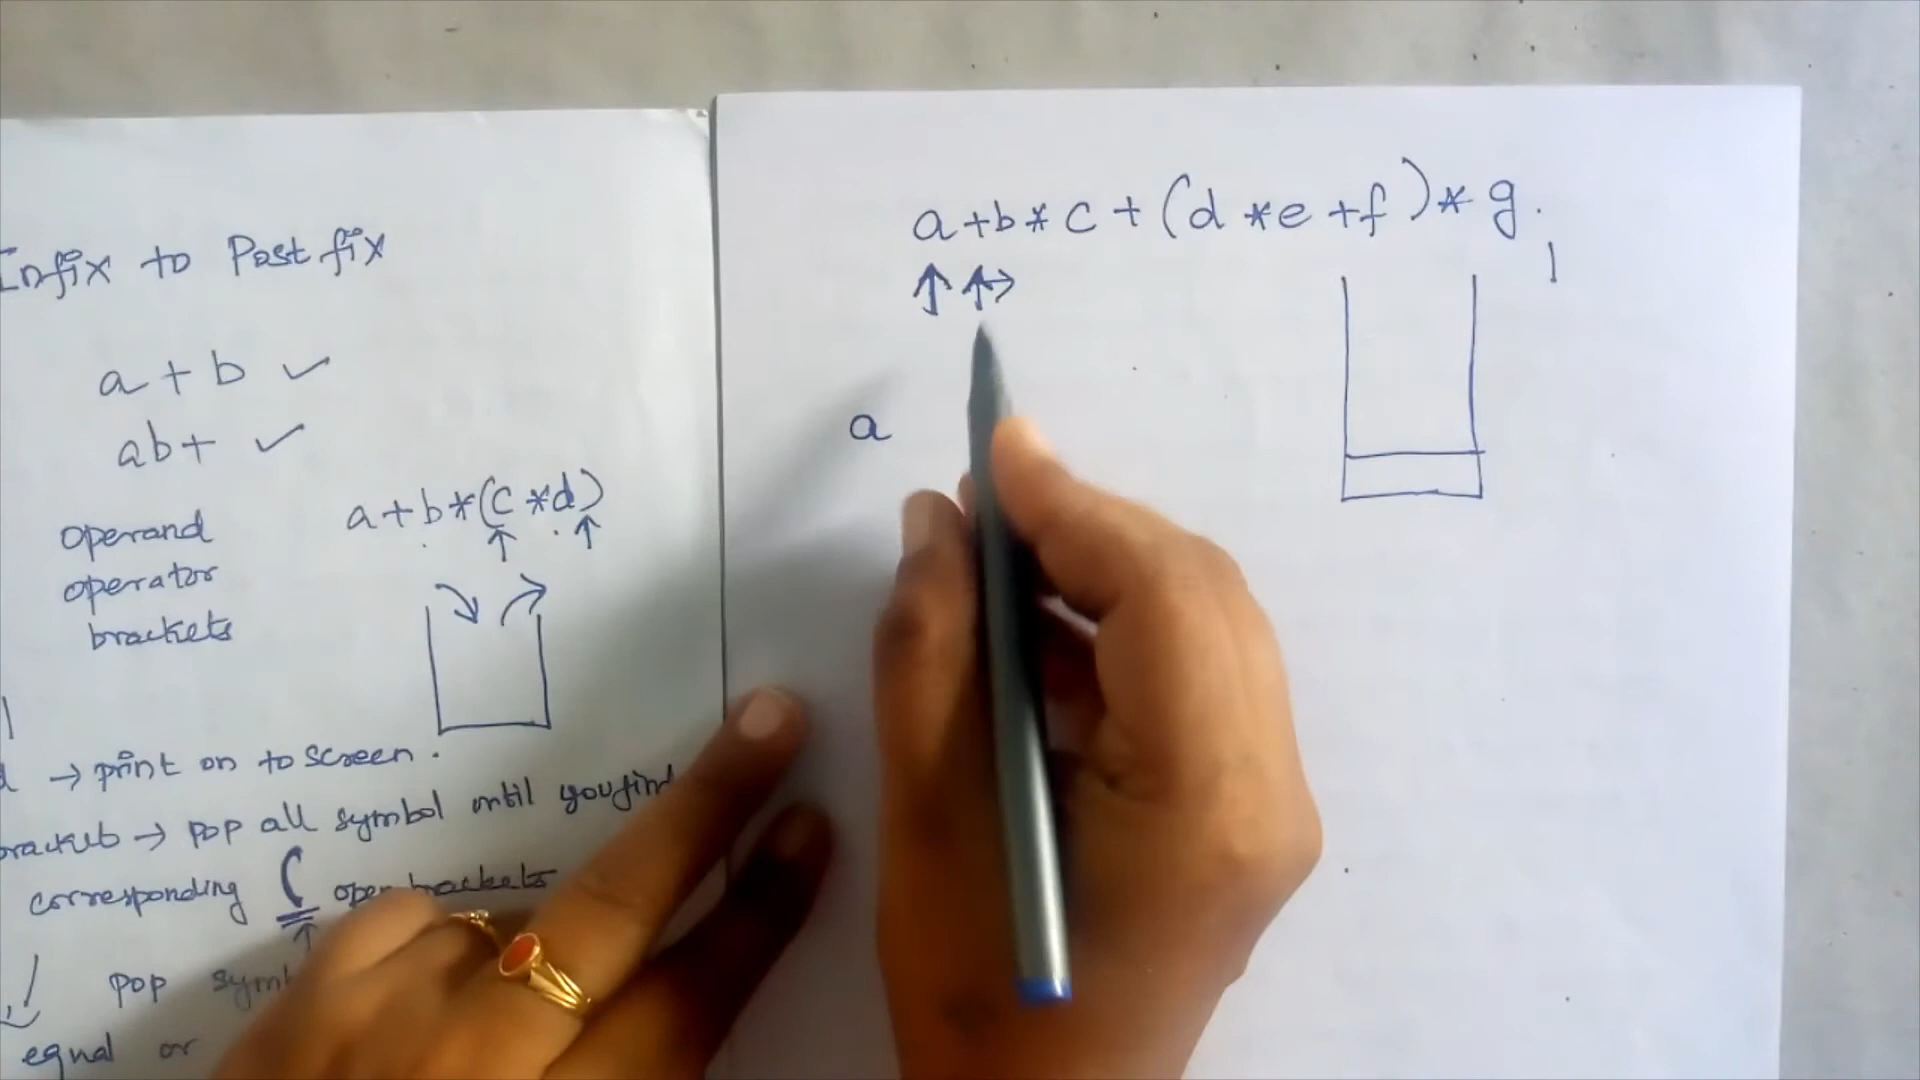 Infix to Postfix
a + b ✓
ab+ ✓
operand
operator
brackets
a+b*(c*d)
→ print on to screen.
→ pop all symbol until you find
corresponding ( open brackets
pop
equal or
a+b*c+(d*e+f)*g.
a